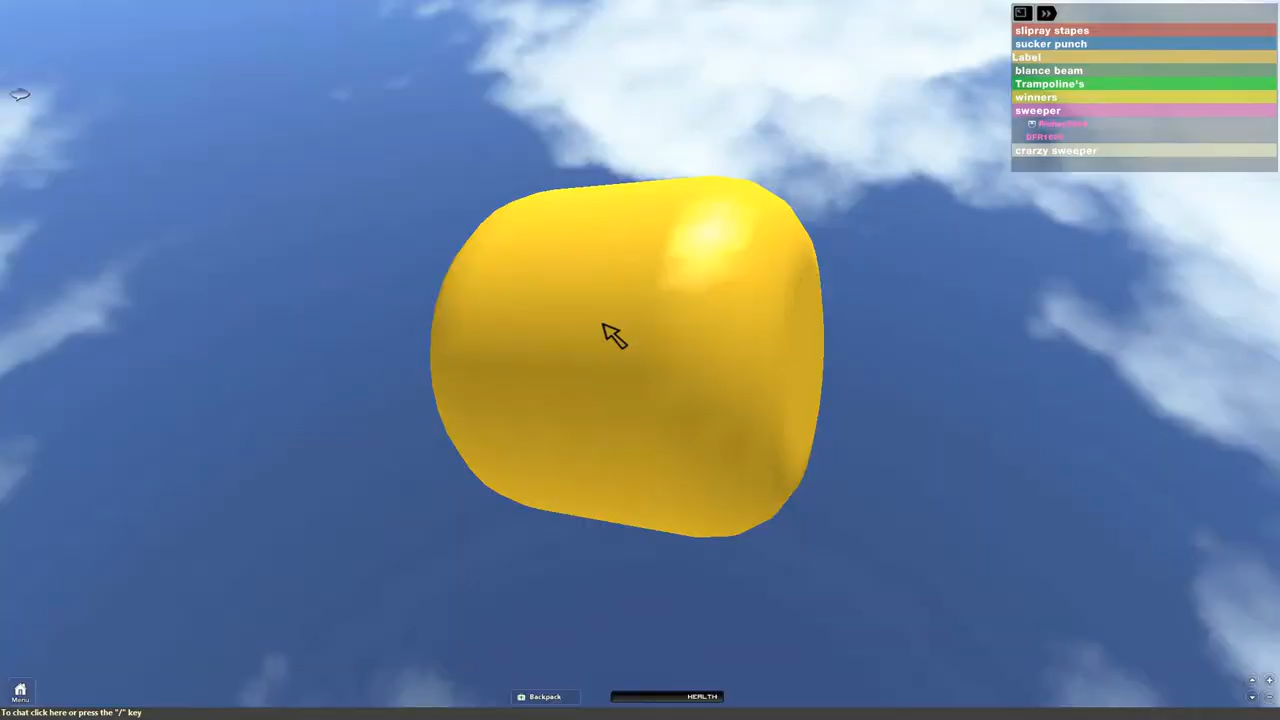 slipray stapes
sucker punch
Label
blance beam
Trampoline's
winners
sweeper
crarzy sweeper
Menu
Backpack
HEALTH
To chat click here or press the "/" key